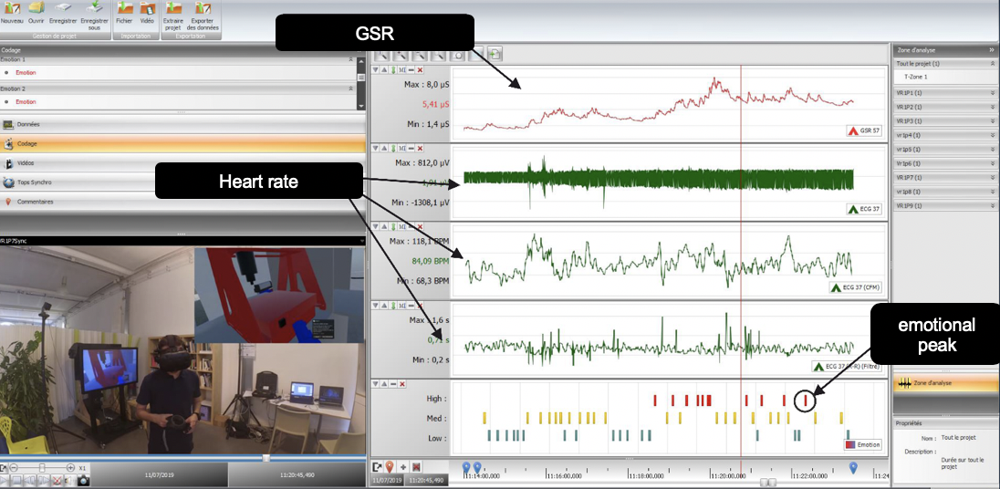 Nouveau Ouvrir Enregistrer Enregistrer sous Fichier Vidéo Extraire projet Exporter des données
Gestion de projet Importation Exportation
GSR
Codage
Emotion 1
Emotion
Emotion 2
Emotion
Données
Codage
Vidéos
Tops Synchro
Commentaires
Heart rate
VR1P7Sync
X1
11/07/2019
11:20:45,490
Max : 8,0 µS
5,41 µS
Min : 1,4 µS
GSR 57
Max : 812,0 µV
Min : -1308,1 µV
ECG 37
Max : 118,1 BPM
84,09 BPM
Min : 68,3 BPM
ECG 37 (CFM)
Max : 1,6 s
0,71 s
Min : 0,2 s
ECG 37 (R-R) (Filtré)
emotional
peak
High :
Med :
Low :
Emotion
11/07/2019 11:20:45,490
11:14:00,000 11:16:00,000 11:18:00,000 11:20:00,000 11:22:00,000 11:24
Zone d'analyse
Tout le projet (1)
T-Zone 1
VR1P1 (1)
VR1P2 (1)
VR1P3 (1)
vr1p4 (1)
vr1p5 (1)
Vr1p6 (1)
VR1P7 (1)
vr1p8 (1)
VR1P9 (1)
Zone d'analyse
Propriétés
Nom : Tout le projet
Description :
Durée sur tout le
projet